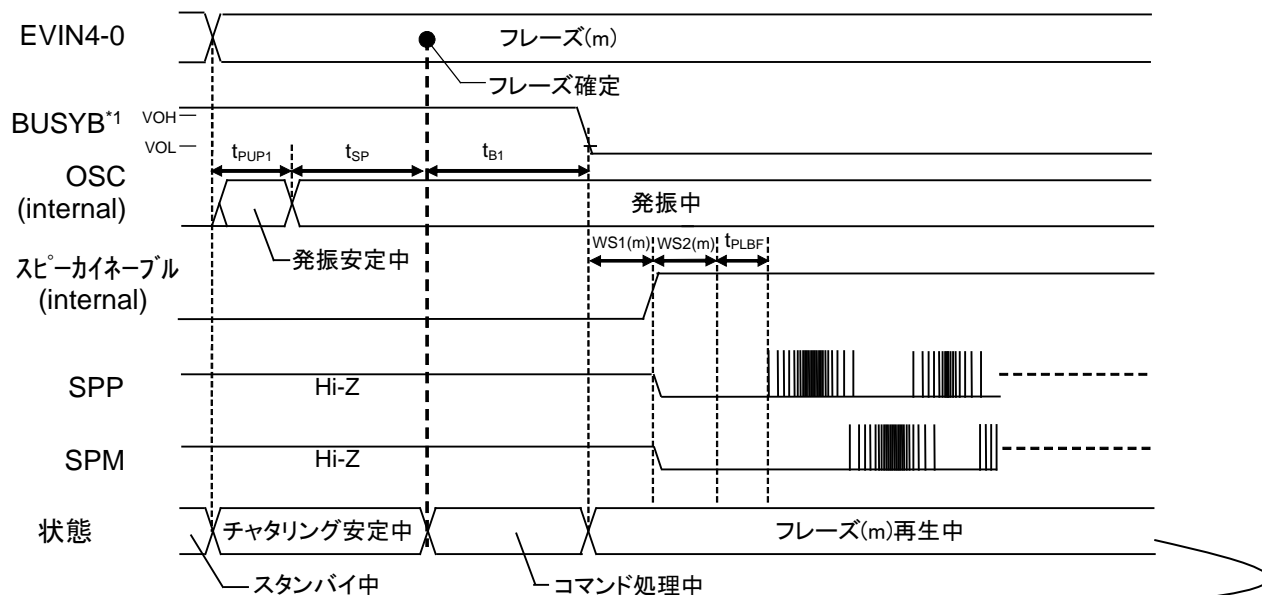 EVIN4-0
フレーズ(m)
フレーズ確定
BUSYB*1
VOH
VOL
tPUP1
tSP
tB1
OSC
(internal)
発振中
発振安定中
WS1(m)
WS2(m)
tPLBF
スピーカイネーブル
(internal)
SPP
Hi-Z
SPM
Hi-Z
状態
チャタリング安定中
フレーズ(m)再生中
スタンバイ中
コマンド処理中